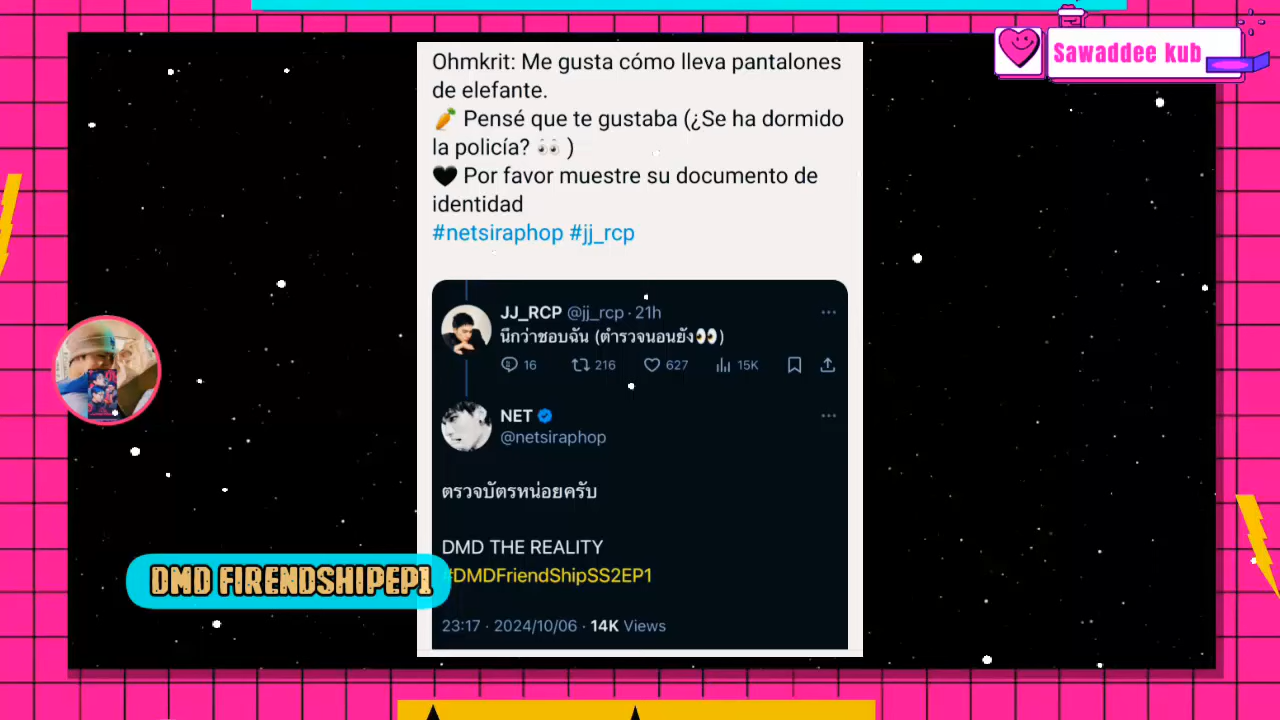 Sawaddee kub
Ohmkrit: Me gusta cómo lleva pantalones
de elefante.
🥕 Pensé que te gustaba (¿Se ha dormido
la policía? 👀 )
🖤 Por favor muestre su documento de
identidad
#netsiraphop #jj_rcp
JJ_RCP @jj_rcp · 21h
นึกว่าชอบฉัน (ตำรวจนอนยัง👀)
16 216 627 15K
NET
@netsiraphop
ตรวจบัตรหน่อยครับ
DMD THE REALITY
#DMDFriendShipSS2EP1
DMD FIRENDSHIPEP1
23:17 · 2024/10/06 · 14K Views